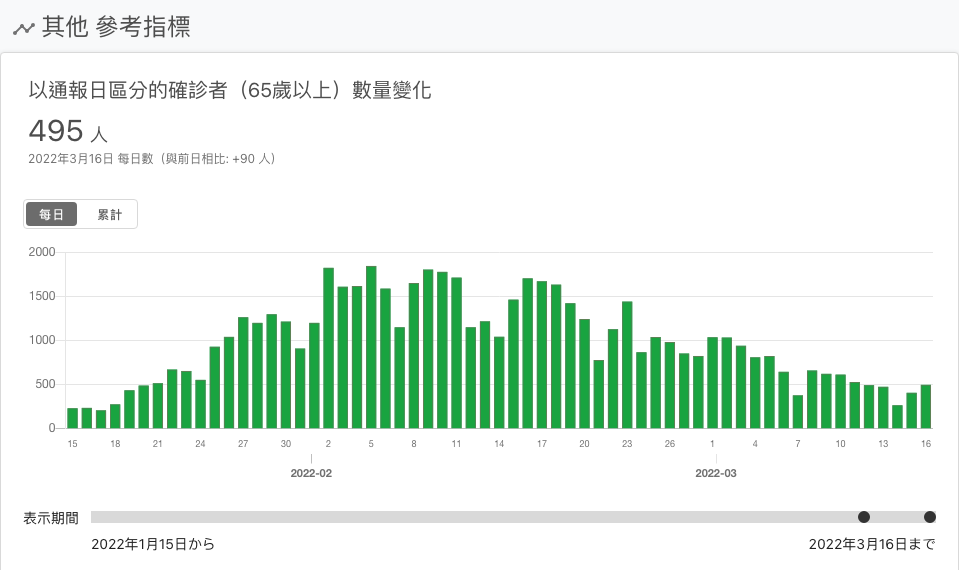 其他 參考指標
以通報日區分的確診者（65歲以上）數量變化
495 人
2022年3月16日 每日數（與前日相比: +90 人）
每日 累計
2000
1500
1000
500
0
15 18 21 24 27 30 2 5 8 11 14 17 20 23 26 1 4 7 10 13 16
2022-02 2022-03
表示期間
2022年1月15日から 2022年3月16日まで